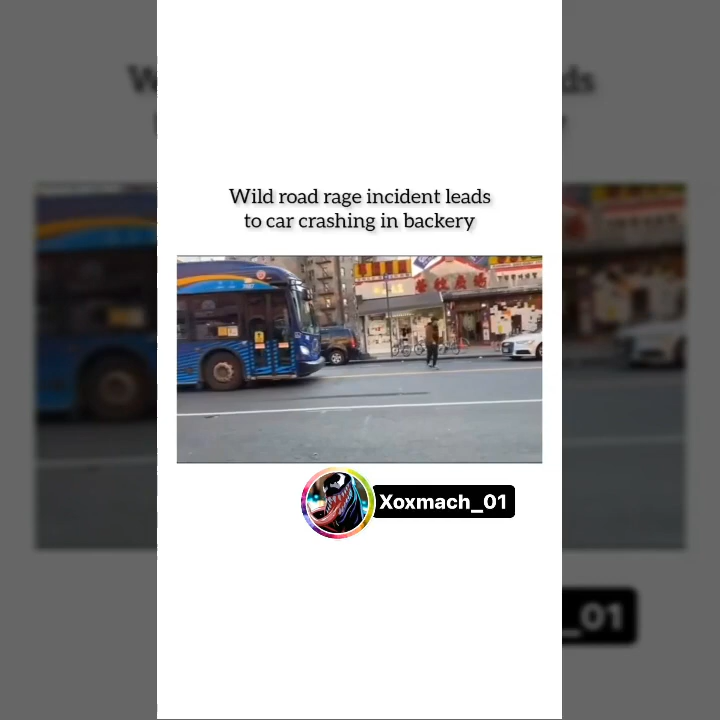 Wild road rage incident leads
to car crashing in backery
Xoxmach_01